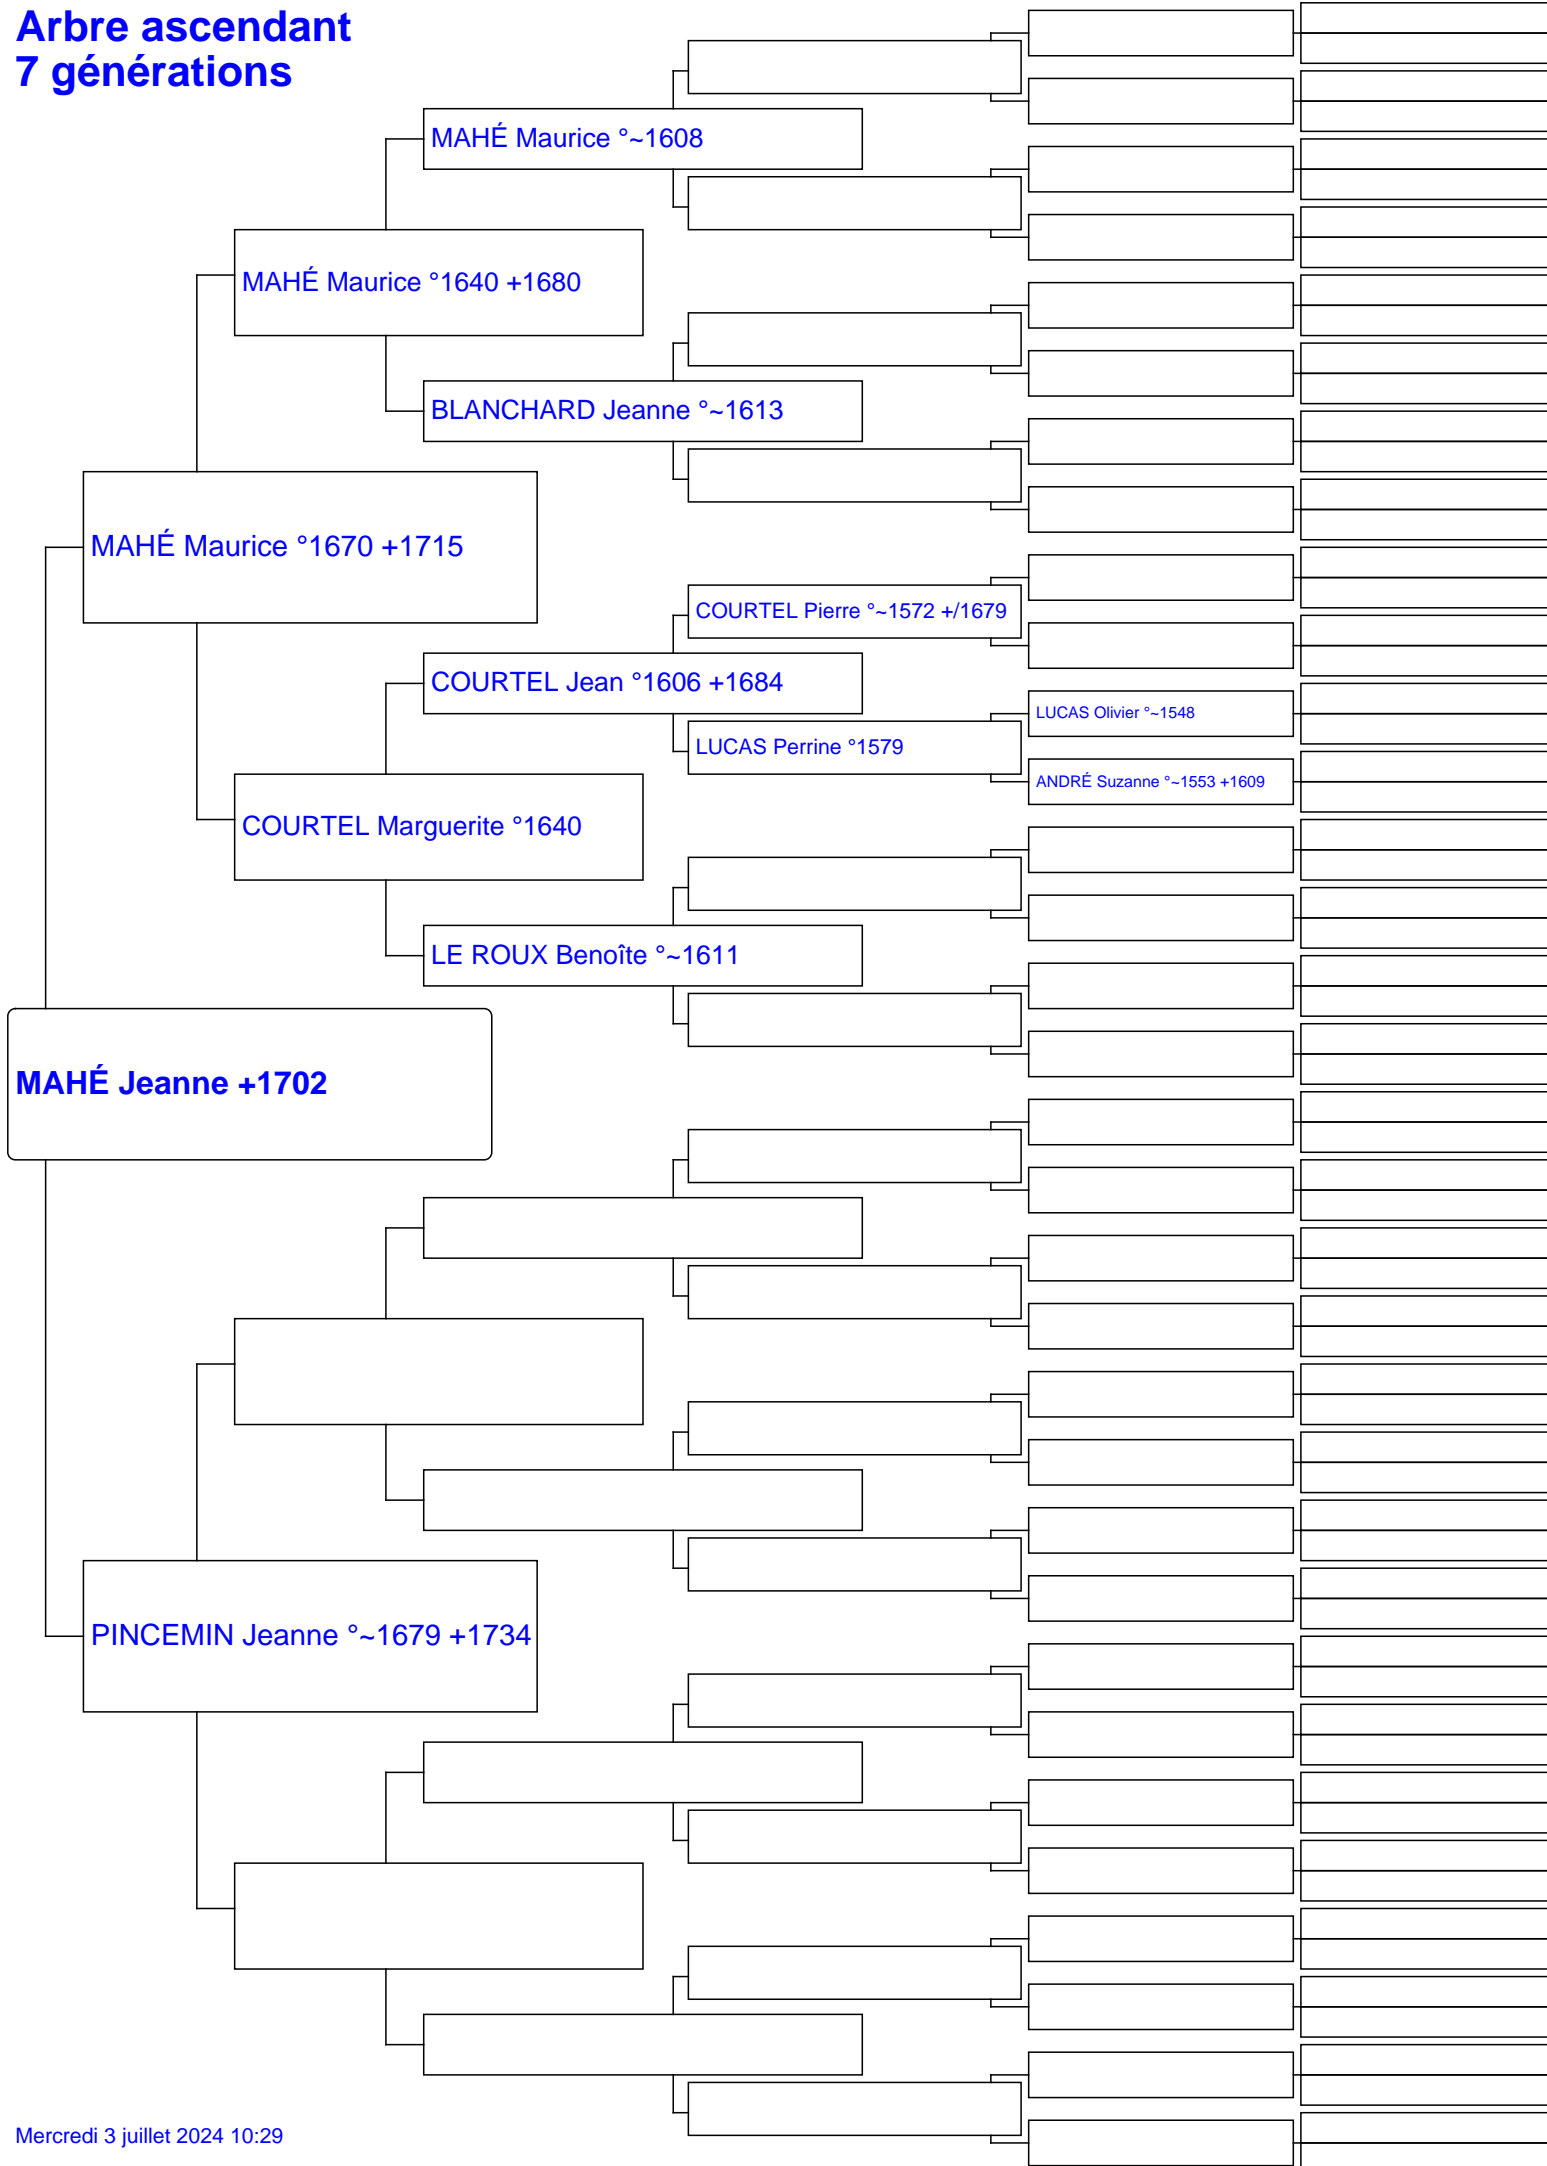 Arbre ascendant
7 générations
MAHÉ Maurice °~1608
MAHÉ Maurice °1640 +1680
BLANCHARD Jeanne °~1613
MAHÉ Maurice °1670 +1715
COURTEL Pierre °~1572 +/1679
COURTEL Jean °1606 +1684
LUCAS Olivier °~1548
LUCAS Perrine °1579
ANDRÉ Suzanne °~1553 +1609
COURTEL Marguerite °1640
LE ROUX Benoîte °~1611
MAHÉ Jeanne +1702
PINCEMIN Jeanne °~1679 +1734
Mercredi 3 juillet 2024 10:29